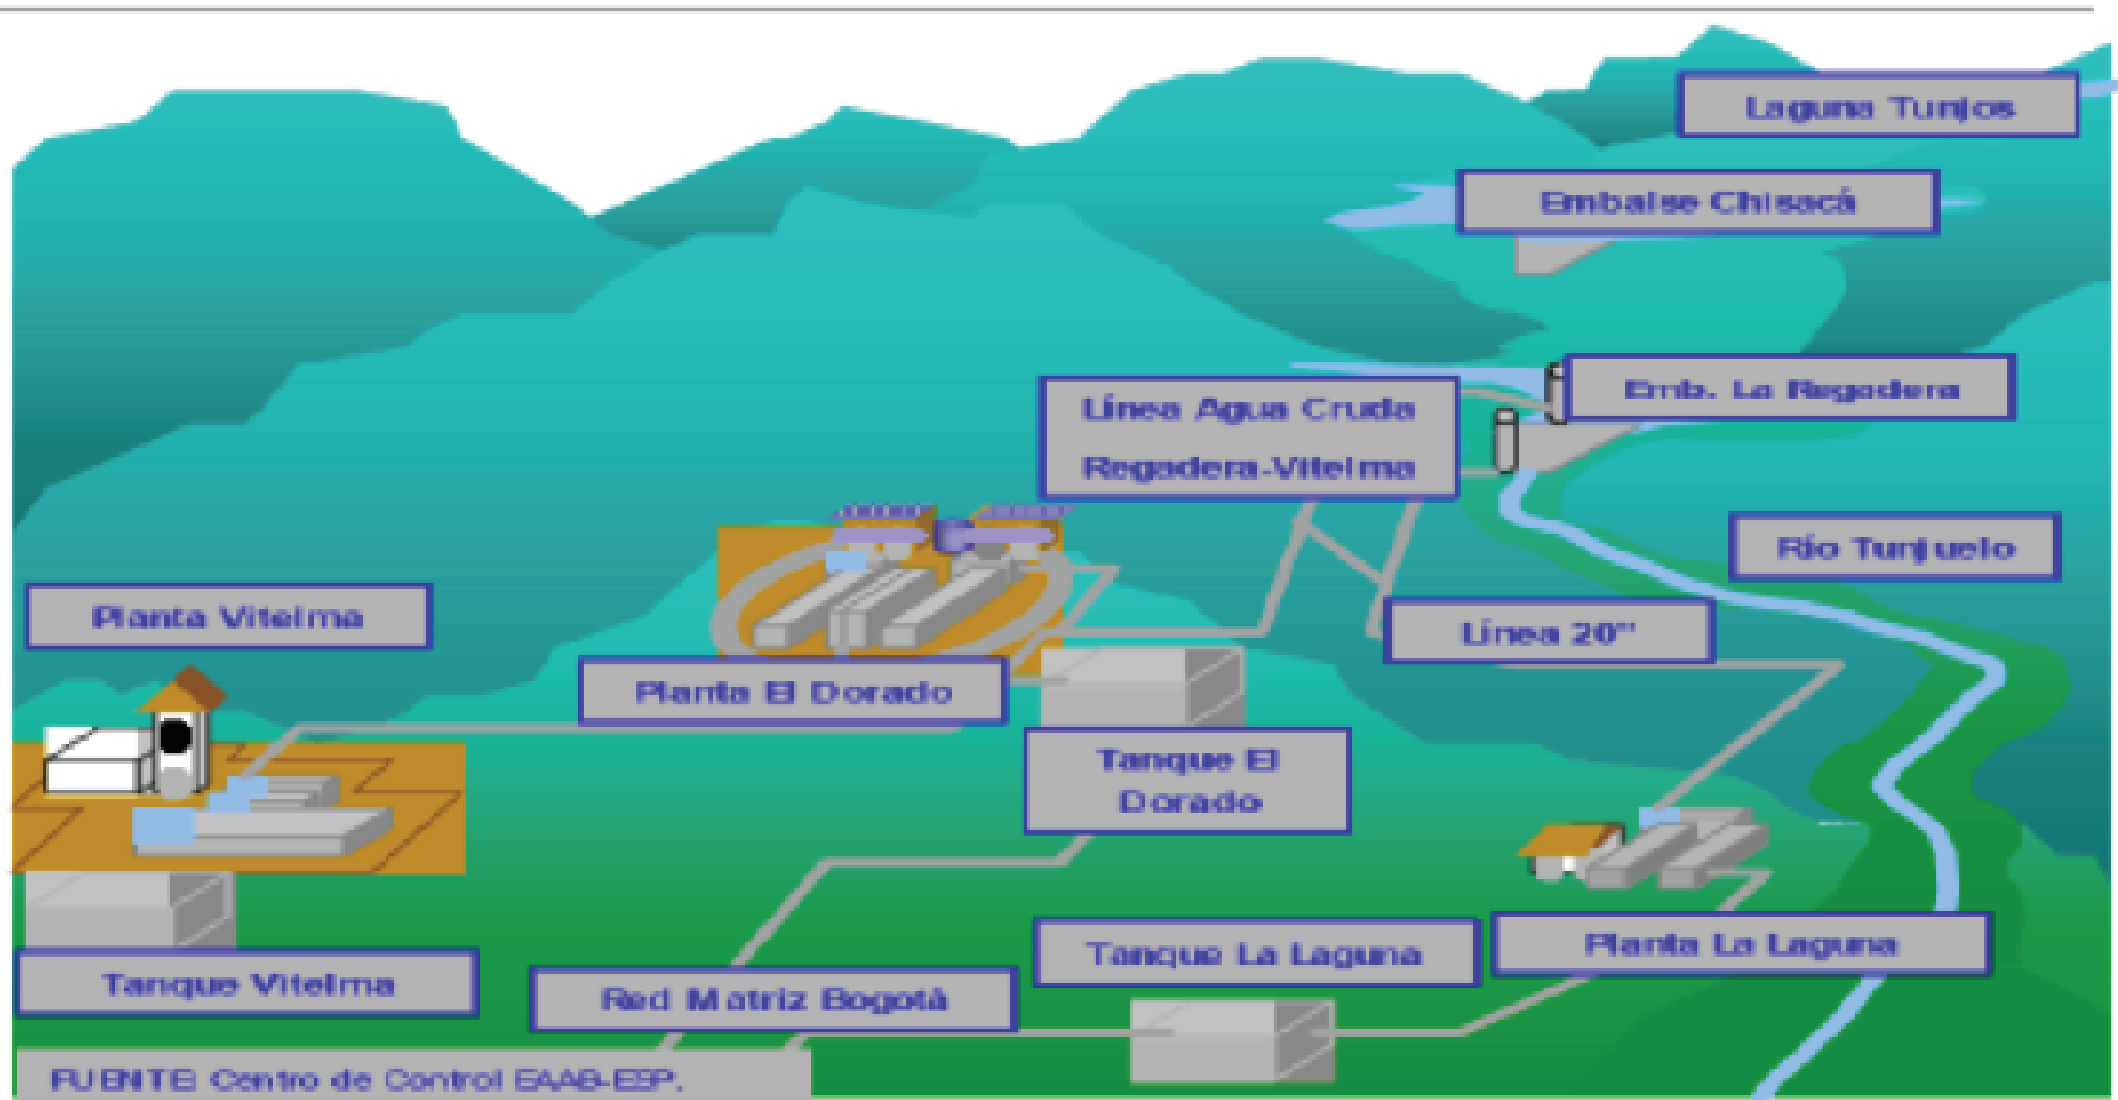 Laguna Tunjos
Embalse Chisacá
Emb. La Regadera
Línea Agua Cruda
Regadera-Vitelma
Río Tunjuelo
Planta Vitelma
Línea 20"
Planta El Dorado
Tanque El
Dorado
Tanque La Laguna
Planta La Laguna
Tanque Vitelma
Red Matriz Bogotá
FUENTE: Centro de Control EAAB-ESP.